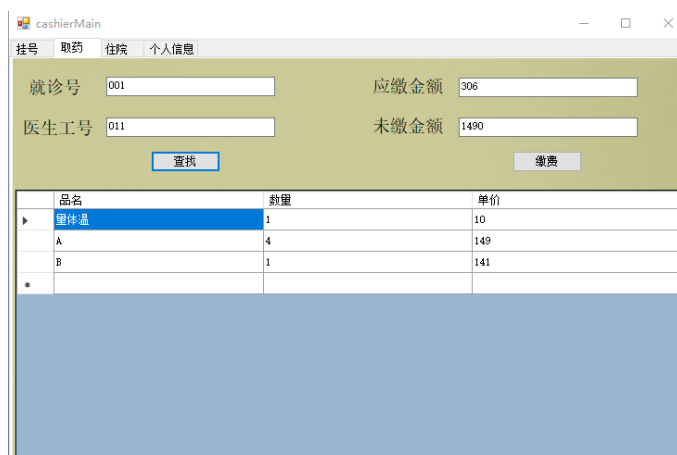 cashierMain
挂号 取药 住院 个人信息
就诊号 001 应缴金额 306
医生工号 011 未缴金额 1490
查找 缴费
品名 数量 单价
量体温 1 10
A 4 149
B 1 141